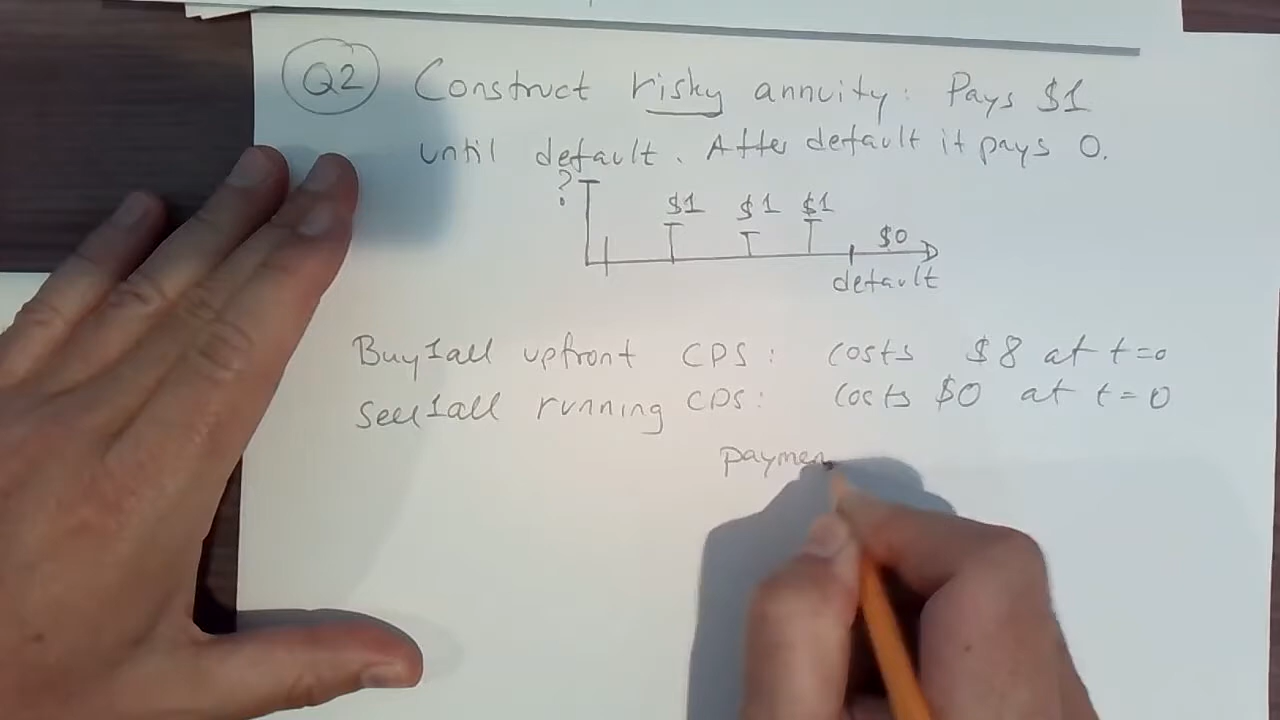 Q2 Construct risky annuity: Pays $1
until default. After default it pays 0.
?
$1 $1 $1 $0
default
Buy 1 all upfront CDS: costs $8 at t=0
Sell 1 all running CDS: costs $0 at t=0
paymen